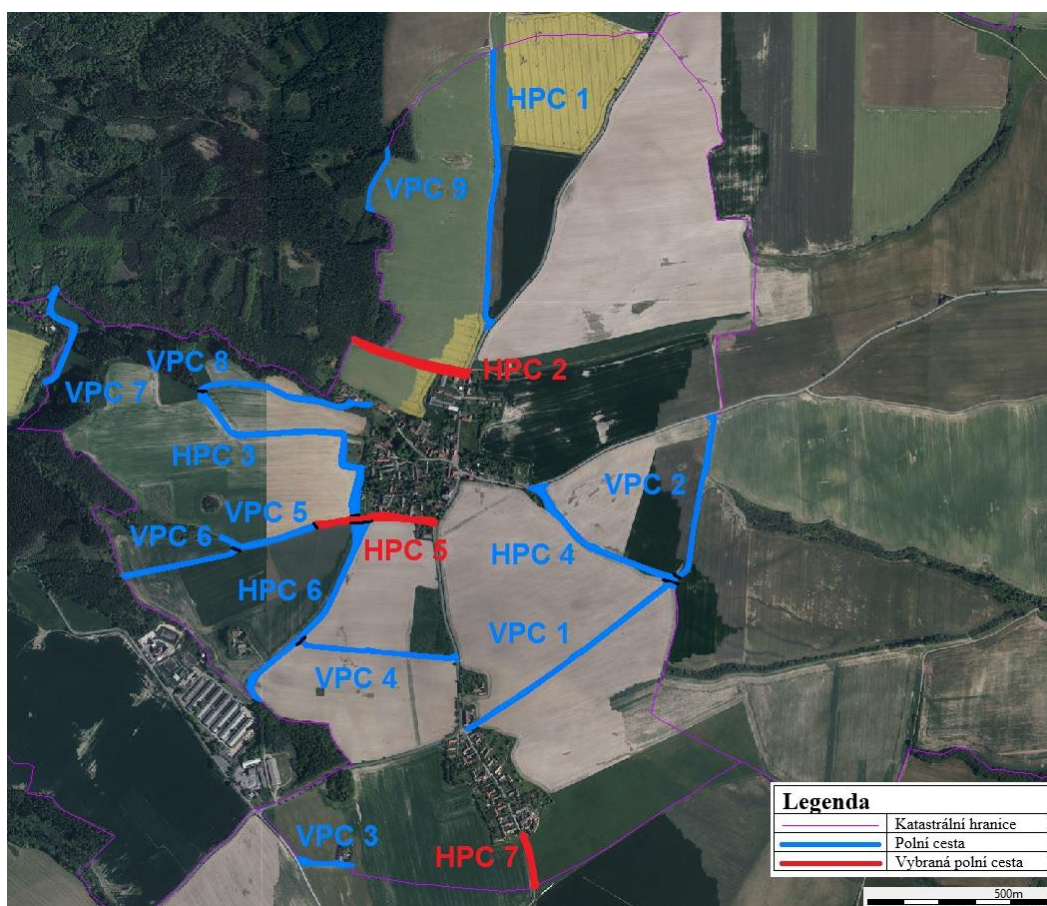 HPC 1
VPC 9
HPC 2
VPC 8
VPC 7
HPC 3
VPC 2
VPC 5
VPC 6
HPC 5
HPC 4
HPC 6
VPC 1
VPC 4
Legenda
Katastrální hranice
Polní cesta
Vybraná polní cesta
VPC 3
HPC 7
500m